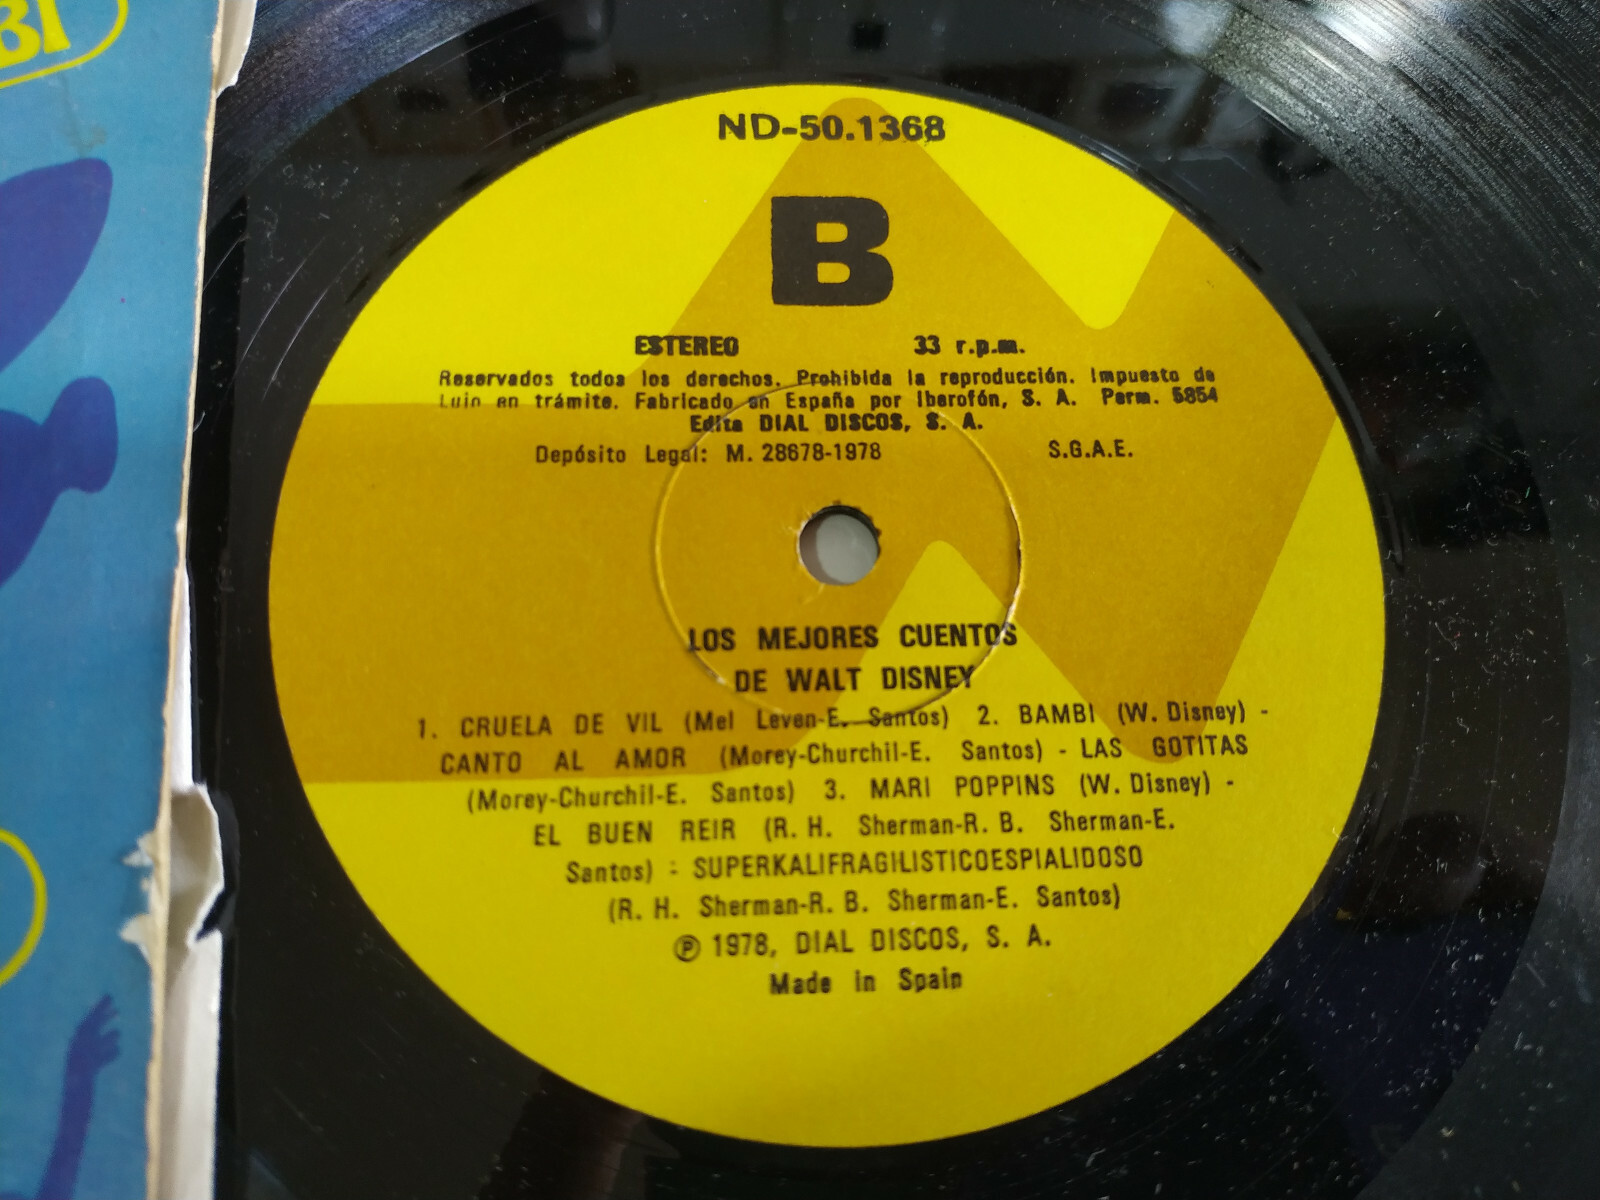 BI
ND-50.1368
B
ESTEREO 33 r.p.m.
Reservados todos los derechos. Prohibida la reproducción. Impuesto de
Lujo en trámite. Fabricado en España por Iberofón, S. A. Perm. 5854
Edita DIAL DISCOS, S. A.
Depósito Legal: M. 28678-1978 S.G.A.E.
LOS MEJORES CUENTOS
DE WALT DISNEY
1. CRUELA DE VIL (Mel Leven-E. Santos) 2. BAMBI (W. Disney) -
CANTO AL AMOR (Morey-Churchil-E. Santos) - LAS GOTITAS
(Morey-Churchil-E. Santos) 3. MARI POPPINS (W. Disney) -
EL BUEN REIR (R. H. Sherman-R. B. Sherman-E.
Santos) - SUPERKALIFRAGILISTICOESPIALIDOSO
(R. H. Sherman-R. B. Sherman-E. Santos)
℗ 1978, DIAL DISCOS, S. A.
Made in Spain